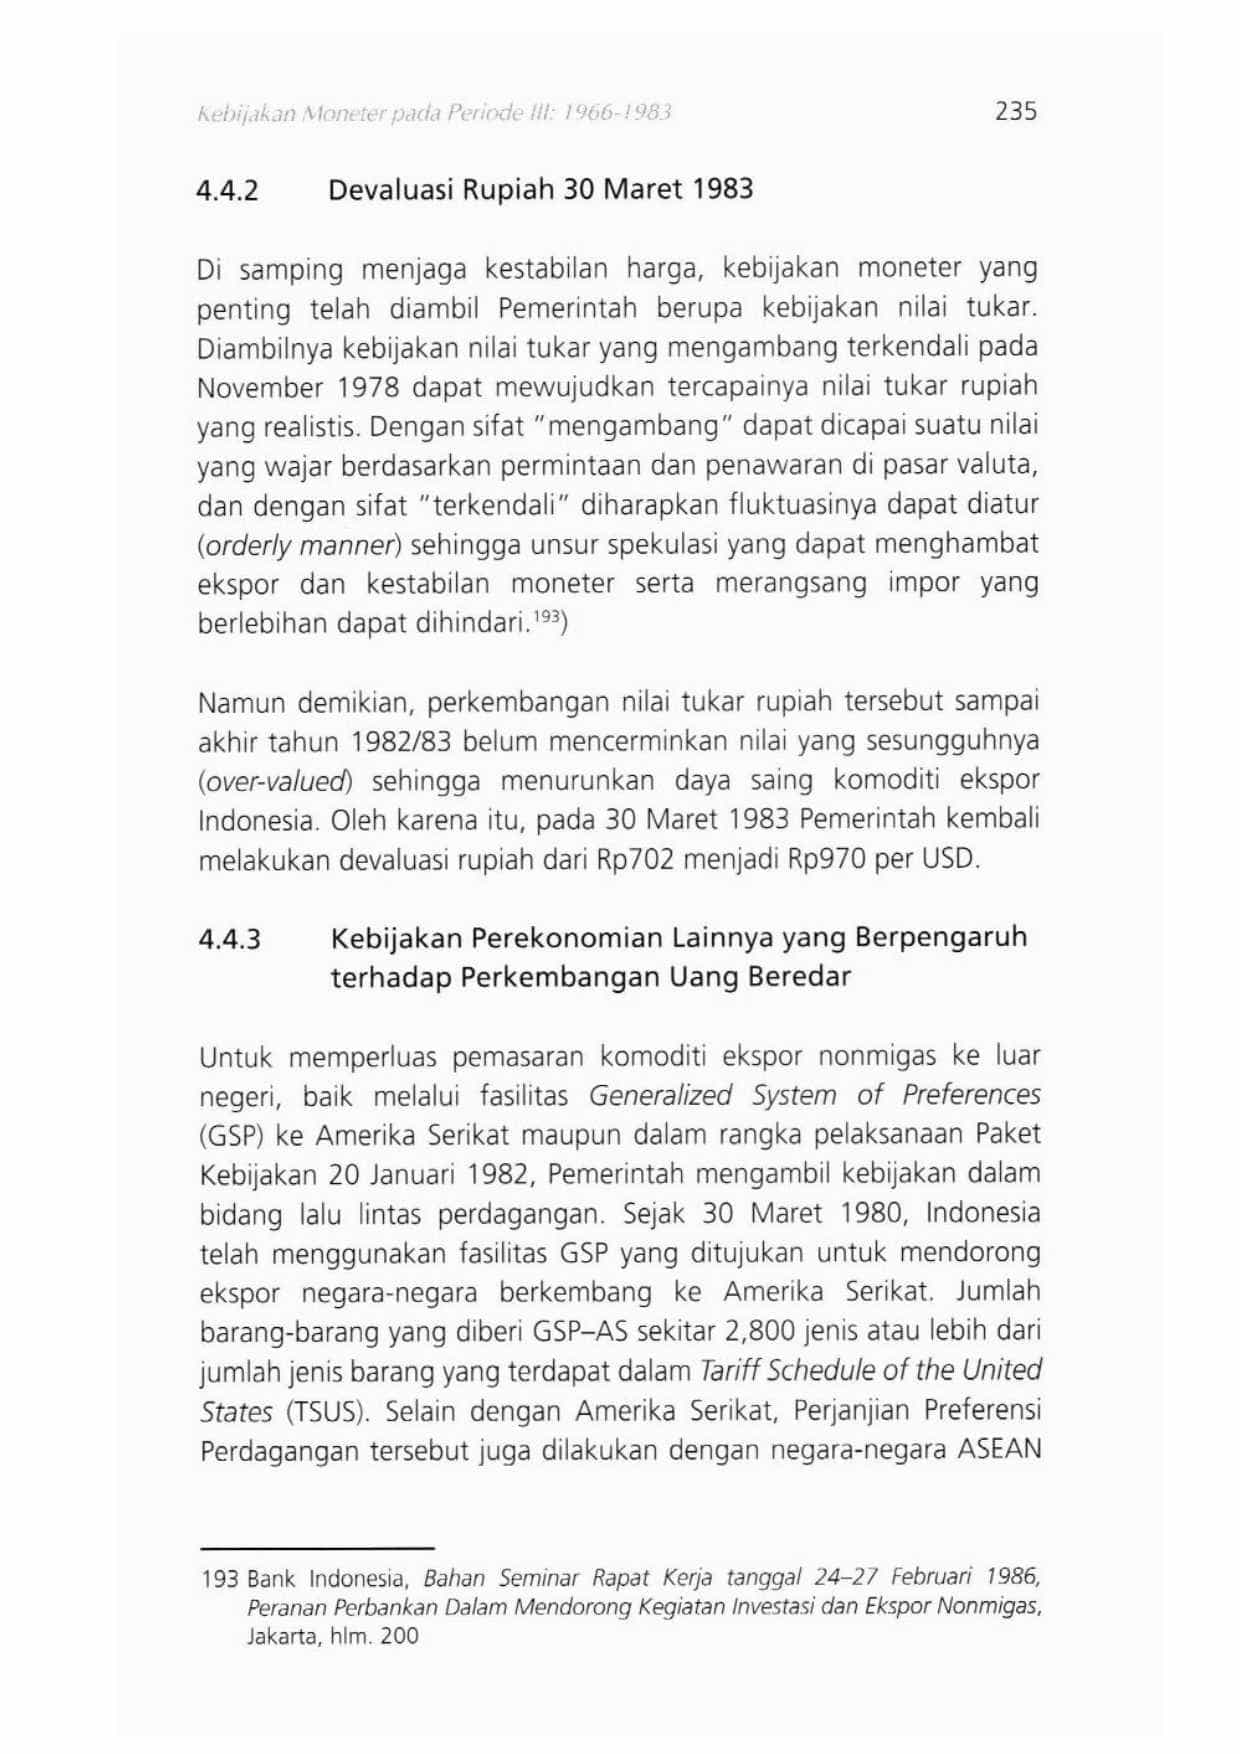 Kebijakan Moneter pada Periode III: 1966-1983 235
4.4.2 Devaluasi Rupiah 30 Maret 1983
Di samping menjaga kestabilan harga, kebijakan moneter yang
penting telah diambil Pemerintah berupa kebijakan nilai tukar.
Diambilnya kebijakan nilai tukar yang mengambang terkendali pada
November 1978 dapat mewujudkan tercapainya nilai tukar rupiah
yang realistis. Dengan sifat "mengambang" dapat dicapai suatu nilai
yang wajar berdasarkan permintaan dan penawaran di pasar valuta,
dan dengan sifat "terkendali" diharapkan fluktuasinya dapat diatur
(orderly manner) sehingga unsur spekulasi yang dapat menghambat
ekspor dan kestabilan moneter serta merangsang impor yang
berlebihan dapat dihindari.193)
Namun demikian, perkembangan nilai tukar rupiah tersebut sampai
akhir tahun 1982/83 belum mencerminkan nilai yang sesungguhnya
(over-valued) sehingga menurunkan daya saing komoditi ekspor
Indonesia. Oleh karena itu, pada 30 Maret 1983 Pemerintah kembali
melakukan devaluasi rupiah dari Rp702 menjadi Rp970 per USD.
4.4.3 Kebijakan Perekonomian Lainnya yang Berpengaruh
terhadap Perkembangan Uang Beredar
Untuk memperluas pemasaran komoditi ekspor nonmigas ke luar
negeri, baik melalui fasilitas Generalized System of Preferences
(GSP) ke Amerika Serikat maupun dalam rangka pelaksanaan Paket
Kebijakan 20 Januari 1982, Pemerintah mengambil kebijakan dalam
bidang lalu lintas perdagangan. Sejak 30 Maret 1980, Indonesia
telah menggunakan fasilitas GSP yang ditujukan untuk mendorong
ekspor negara-negara berkembang ke Amerika Serikat. Jumlah
barang-barang yang diberi GSP–AS sekitar 2,800 jenis atau lebih dari
jumlah jenis barang yang terdapat dalam Tariff Schedule of the United
States (TSUS). Selain dengan Amerika Serikat, Perjanjian Preferensi
Perdagangan tersebut juga dilakukan dengan negara-negara ASEAN
193 Bank Indonesia, Bahan Seminar Rapat Kerja tanggal 24–27 Februari 1986,
Peranan Perbankan Dalam Mendorong Kegiatan Investasi dan Ekspor Nonmigas,
Jakarta, hlm. 200